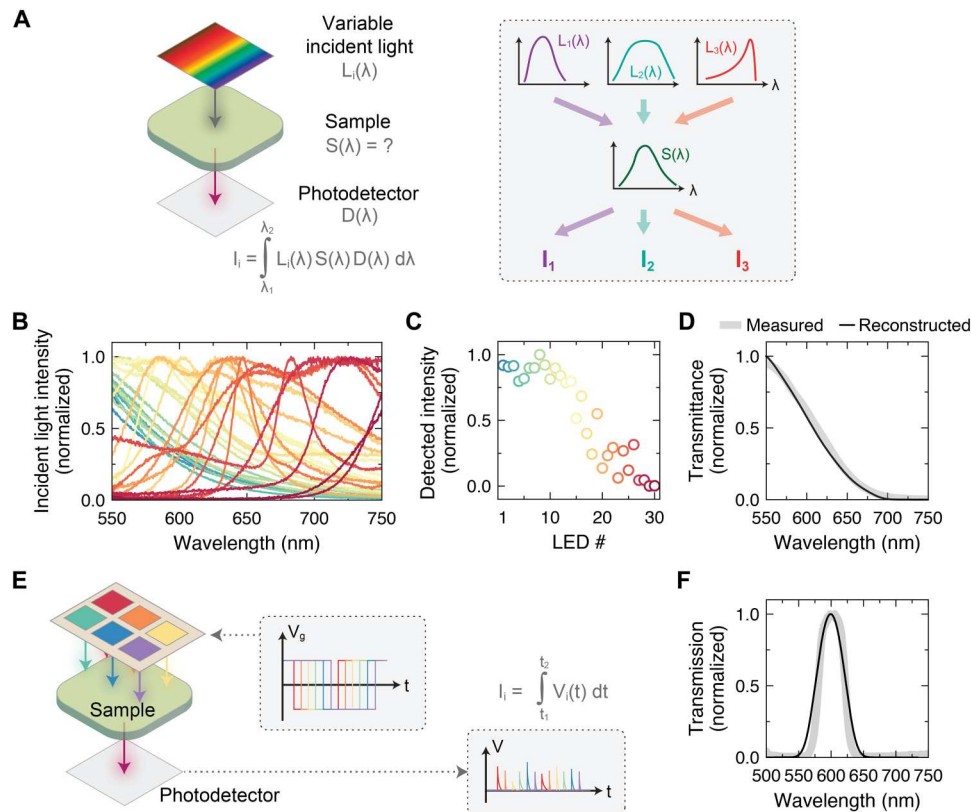 A
Variable
incident light
Lᵢ(λ)
Sample
S(λ) = ?
Photodetector
D(λ)
Iᵢ = ∫ Lᵢ(λ) S(λ) D(λ) dλ
λ₂
λ₁
L₁(λ)
L₂(λ)
L₃(λ)
λ
S(λ)
λ
I₁ I₂ I₃
B
Incident light intensity
(normalized)
1.0
0.5
0.0
550 600 650 700 750
Wavelength (nm)
C
Detected intensity
(normalized)
1.0
0.5
0.0
1 10 20 30
LED #
D
Measured Reconstructed
Transmittance
(normalized)
1.0
0.5
0.0
550 600 650 700 750
Wavelength (nm)
E
Sample
Photodetector
V_g
t
Iᵢ = ∫ Vᵢ(t) dt
t₂
t₁
V
t
F
Transmission
(normalized)
1.0
0.5
0.0
500 550 600 650 700 750
Wavelength (nm)